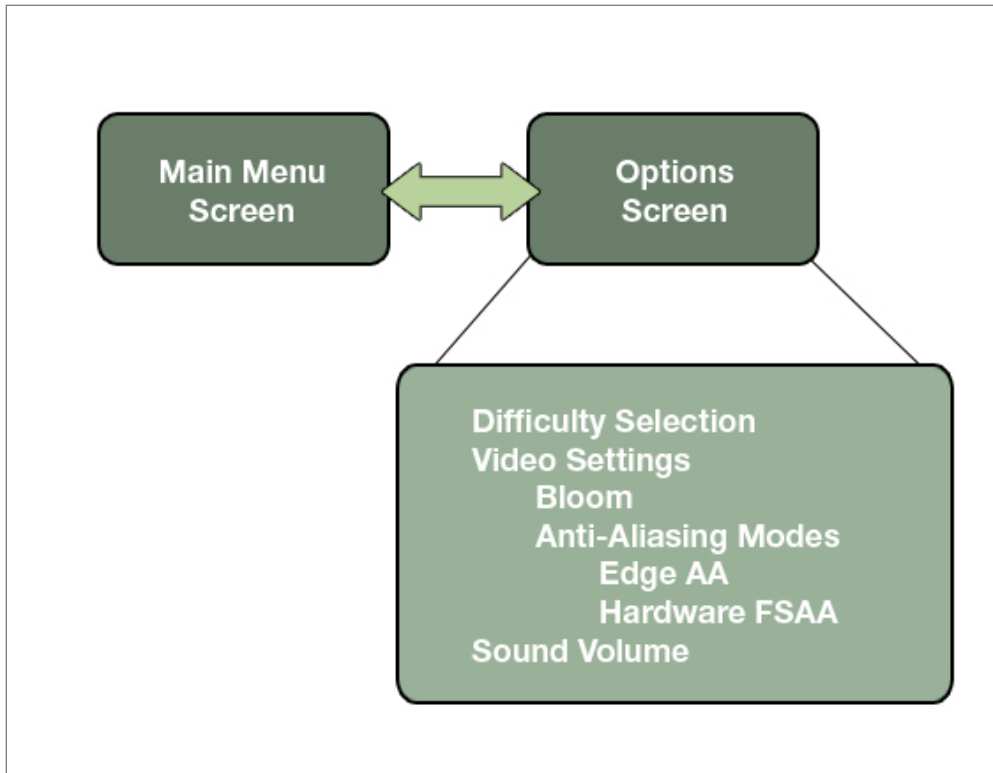 Main Menu
Screen
Options
Screen
Difficulty Selection
Video Settings
Bloom
Anti-Aliasing Modes
Edge AA
Hardware FSAA
Sound Volume